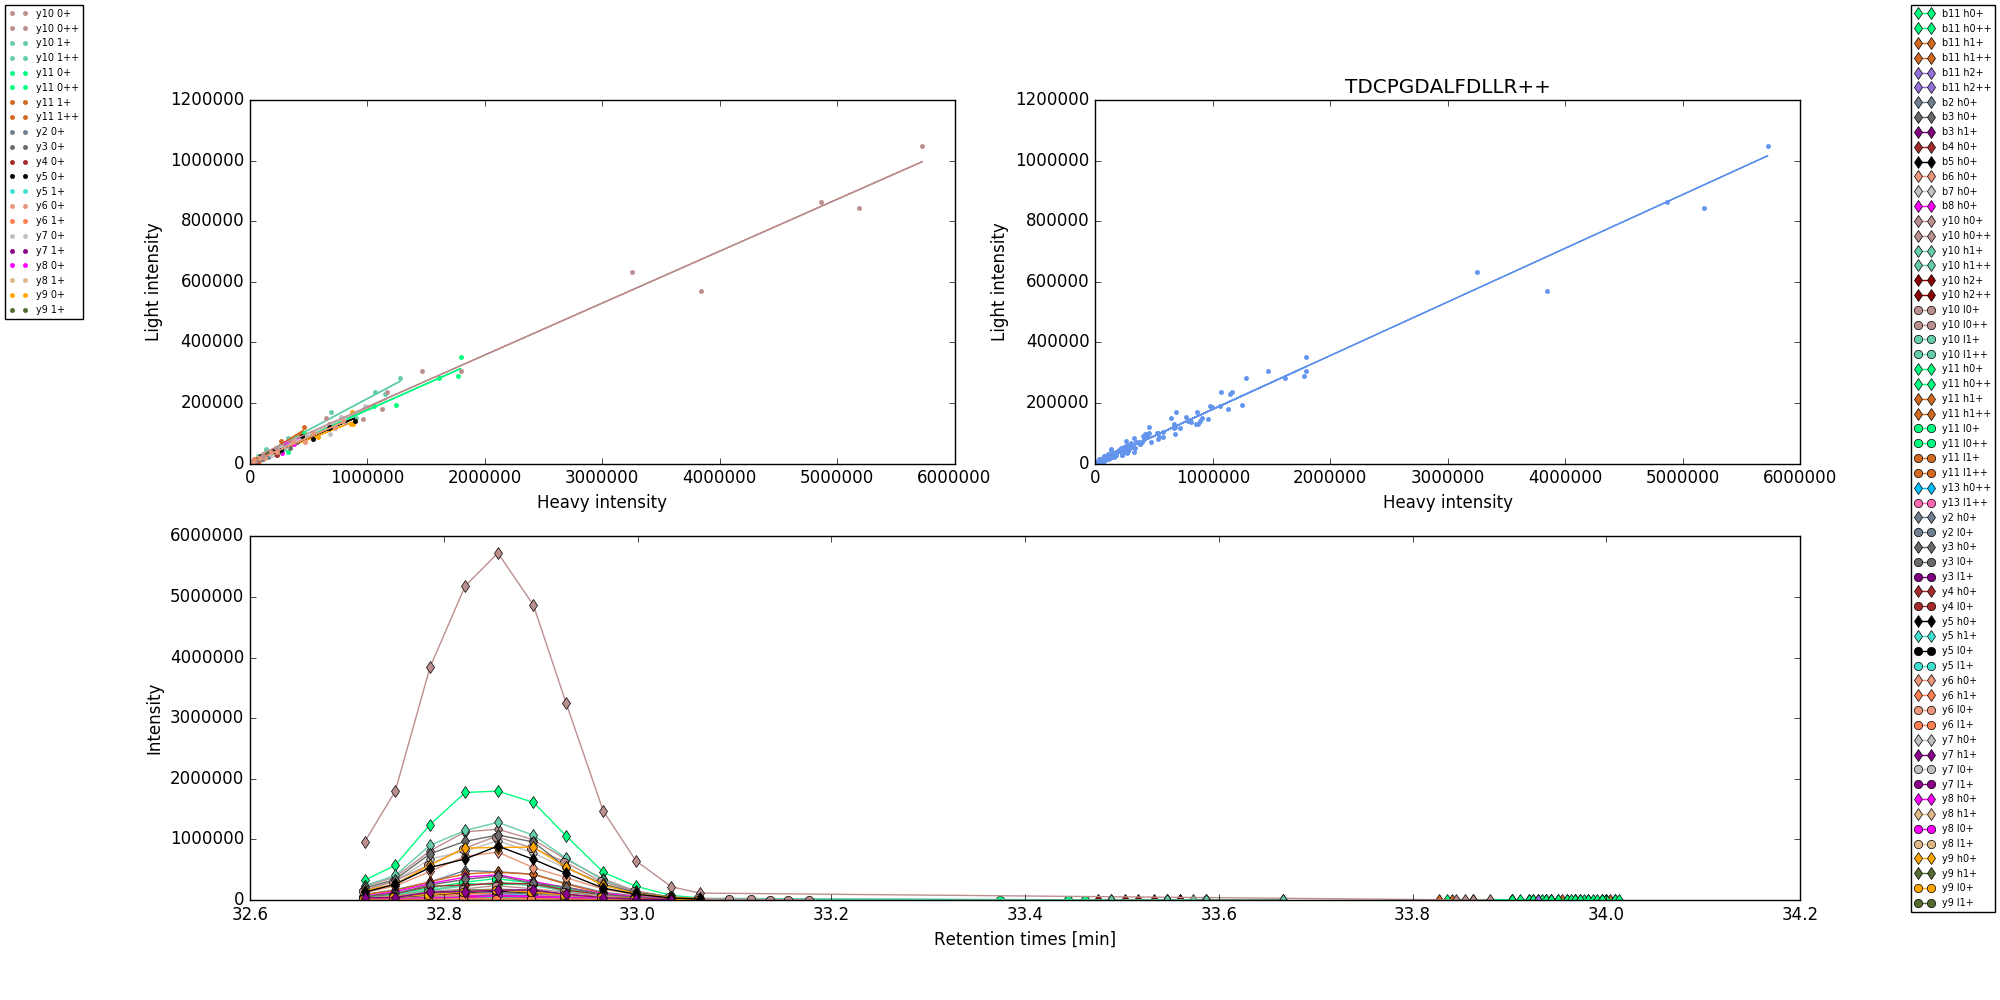 y10 0+
y10 0++
y10 1+
y10 1++
y11 0+
y11 0++
y11 1+
y11 1++
y2 0+
y3 0+
y4 0+
y5 0+
y5 1+
y6 0+
y6 1+
y7 0+
y7 1+
y8 0+
y8 1+
y9 0+
y9 1+
1200000
1000000
800000
600000
400000
200000
0
Light intensity
0 1000000 2000000 3000000 4000000 5000000 6000000
Heavy intensity
TDCPGDALFDLLR++
1200000
1000000
800000
600000
400000
200000
0
Light intensity
0 1000000 2000000 3000000 4000000 5000000 6000000
Heavy intensity
6000000
5000000
4000000
3000000
2000000
1000000
0
Intensity
32.6 32.8 33.0 33.2 33.4 33.6 33.8 34.0 34.2
Retention times [min]
b11 h0+
b11 h0++
b11 h1+
b11 h1++
b11 h2+
b11 h2++
b2 h0+
b3 h0+
b3 h1+
b4 h0+
b5 h0+
b6 h0+
b7 h0+
b8 h0+
y10 h0+
y10 h0++
y10 h1+
y10 h1++
y10 h2+
y10 h2++
y10 l0+
y10 l0++
y10 l1+
y10 l1++
y11 h0+
y11 h0++
y11 h1+
y11 h1++
y11 l0+
y11 l0++
y11 l1+
y11 l1++
y13 h0++
y13 l1++
y2 h0+
y2 l0+
y3 h0+
y3 l0+
y3 l1+
y4 h0+
y4 l0+
y5 h0+
y5 h1+
y5 l0+
y5 l1+
y6 h0+
y6 h1+
y6 l0+
y6 l1+
y7 h0+
y7 h1+
y7 l0+
y7 l1+
y8 h0+
y8 h1+
y8 l0+
y8 l1+
y9 h0+
y9 h1+
y9 l0+
y9 l1+